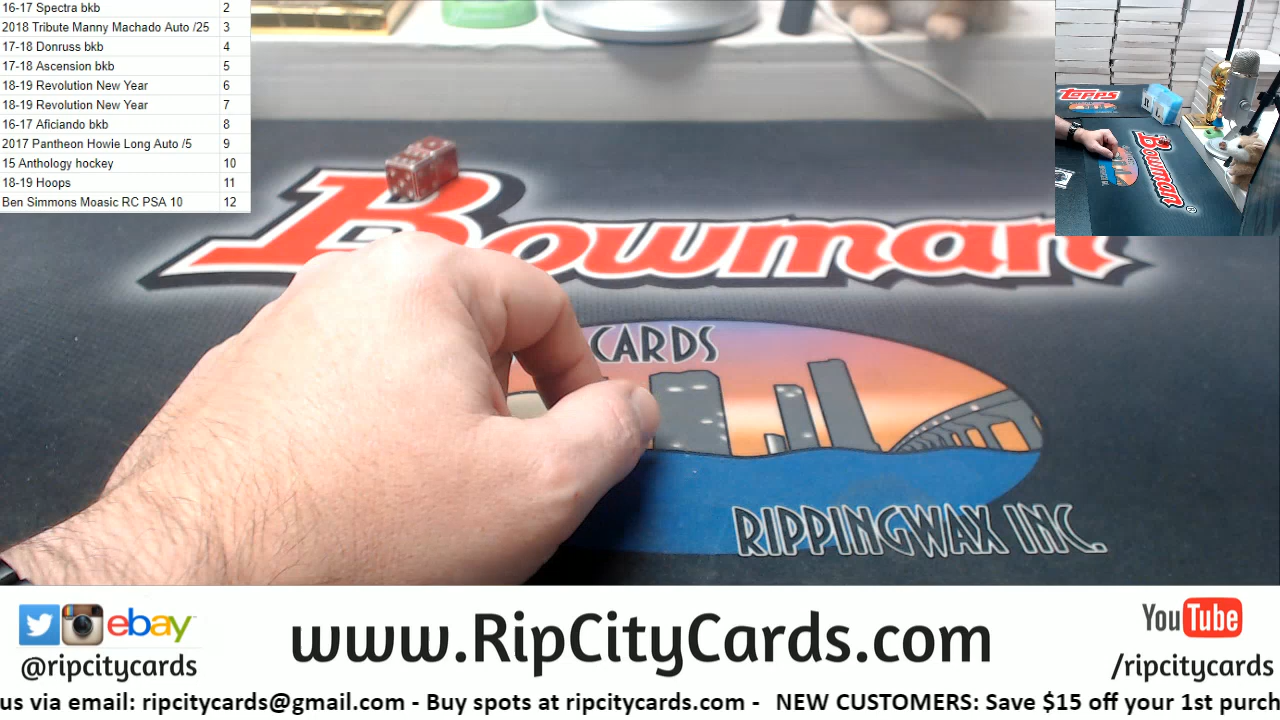 16-17 Spectra bkb 2
2018 Tribute Manny Machado Auto /25 3
17-18 Donruss bkb 4
17-18 Ascension bkb 5
18-19 Revolution New Year 6
18-19 Revolution New Year 7
16-17 Aficiando bkb 8
2017 Pantheon Howie Long Auto /5 9
15 Anthology hockey 10
18-19 Hoops 11
Ben Simmons Moasic RC PSA 10 12
Topps
Bowman
Bowman
CARDS
RIPPINGWAX INC.
ebay
@ripcitycards
www.RipCityCards.com
YouTube
/ripcitycards
us via email: ripcitycards@gmail.com - Buy spots at ripcitycards.com - NEW CUSTOMERS: Save $15 off your 1st purch